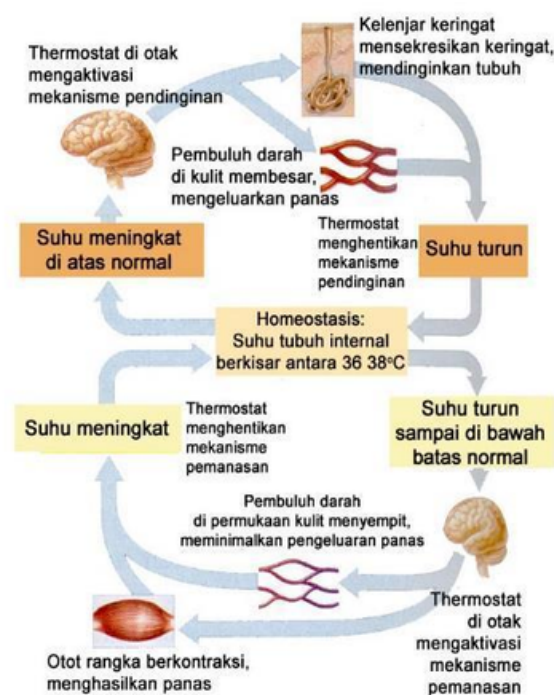 Thermostat di otak
mengaktivasi
mekanisme pendinginan
Kelenjar keringat
mensekresikan keringat,
mendinginkan tubuh
Pembuluh darah
di kulit membesar,
mengeluarkan panas
Suhu meningkat
di atas normal
Thermostat
menghentikan
mekanisme
pendinginan
Suhu turun
Homeostasis:
Suhu tubuh internal
berkisar antara 36 38°C
Suhu meningkat
Thermostat
menghentikan
mekanisme
pemanasan
Suhu turun
sampai di bawah
batas normal
Pembuluh darah
di permukaan kulit menyempit,
meminimalkan pengeluaran panas
Thermostat
di otak
mengaktivasi
mekanisme
pemanasan
Otot rangka berkontraksi,
menghasilkan panas